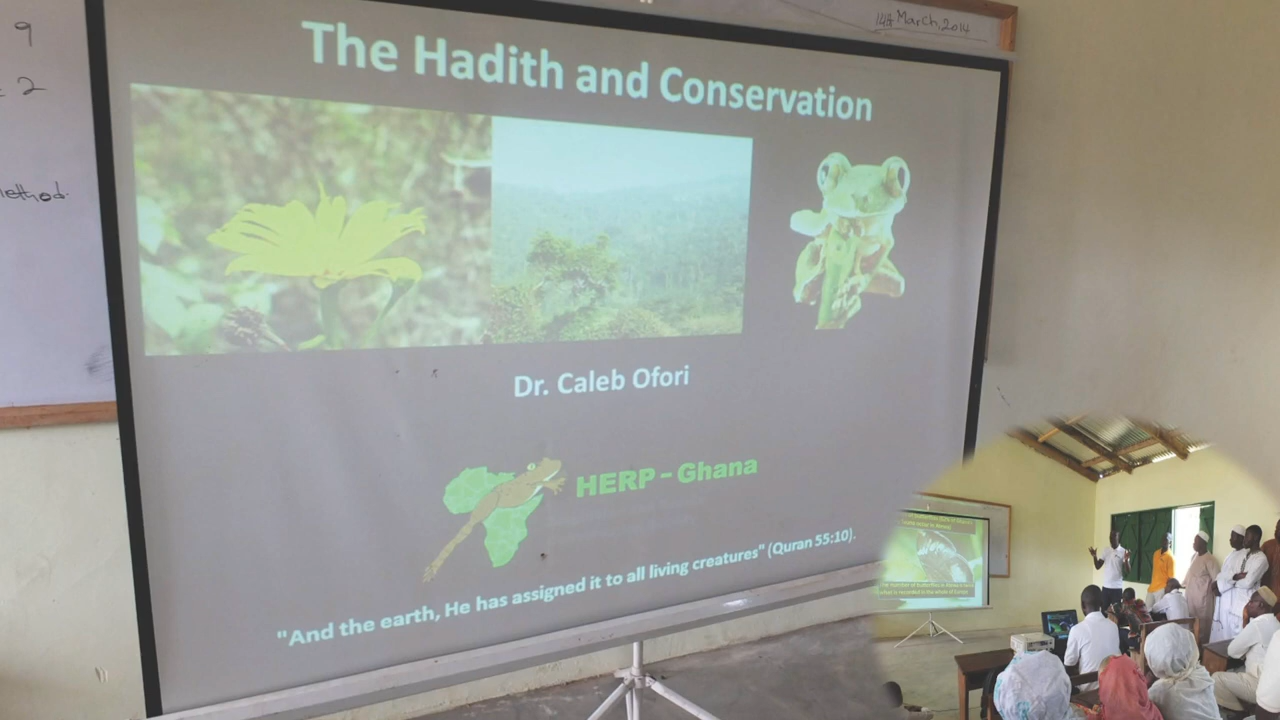 14th March, 2014
9
2
method.
The Hadith and Conservation
Dr. Caleb Ofori
HERP - Ghana
"And the earth, He has assigned it to all living creatures" (Quran 55:10).